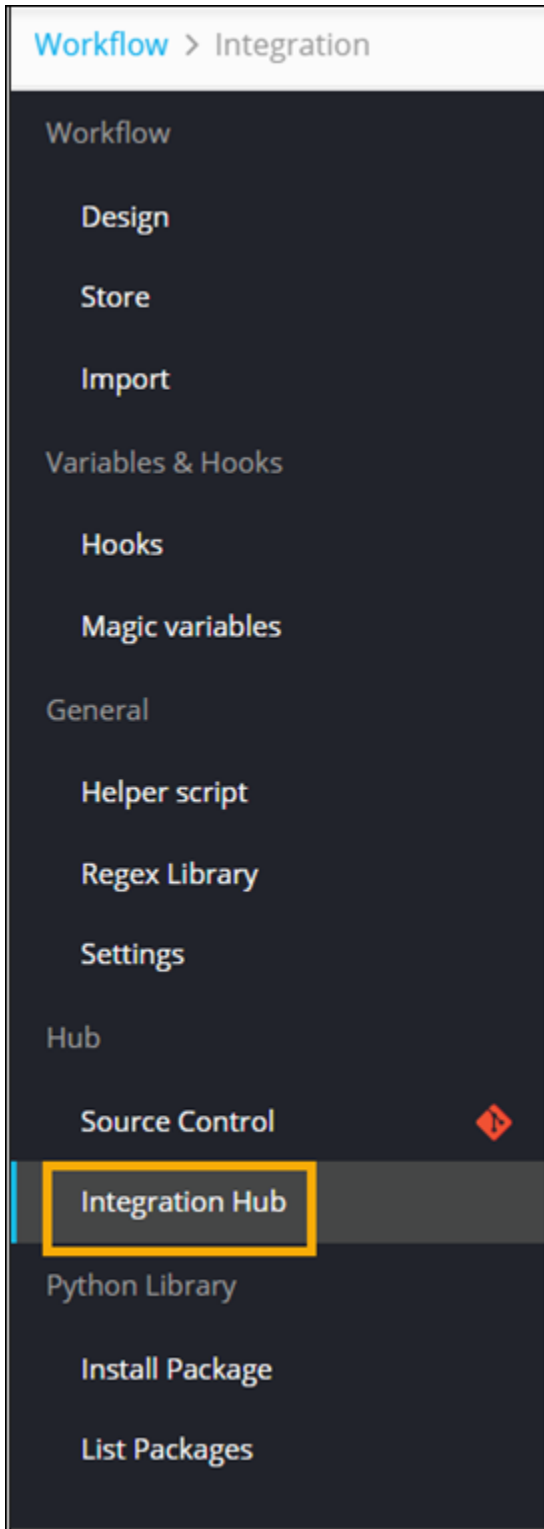 Workflow > Integration
Workflow
Design
Store
Import
Variables & Hooks
Hooks
Magic variables
General
Helper script
Regex Library
Settings
Hub
Source Control
Integration Hub
Python Library
Install Package
List Packages